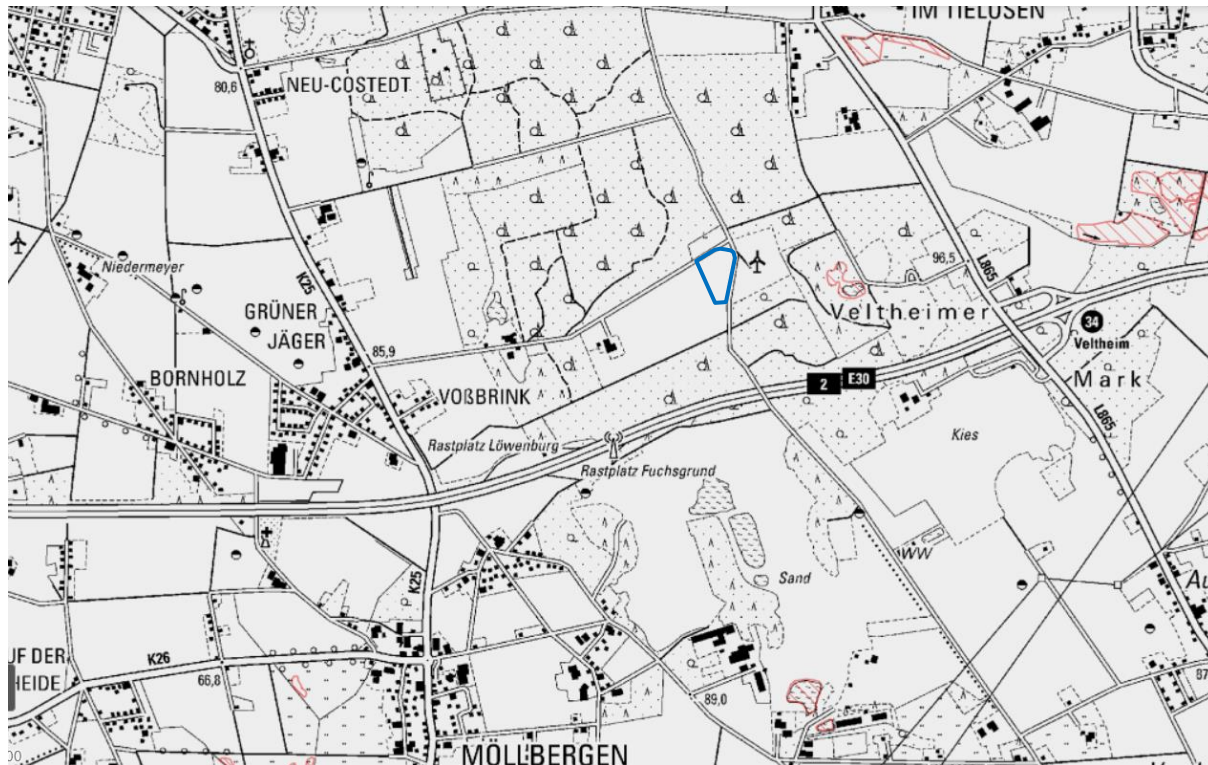 IM TIELOSEN
NEU-COSTEDT
80,6
Niedermeyer
K25
96,5
L865
GRÜNER
JÄGER
Veltheimer
34
Veltheim
85,9
2
E30
Mark
BORNHOLZ
VOßBRINK
L865
Rastplatz Löwenburg
Kies
Rastplatz Fuchsgrund
WW
K25
Sand
UF DER
HEIDE
K26
66,8
89,0
87
00
MÖLLBERGEN